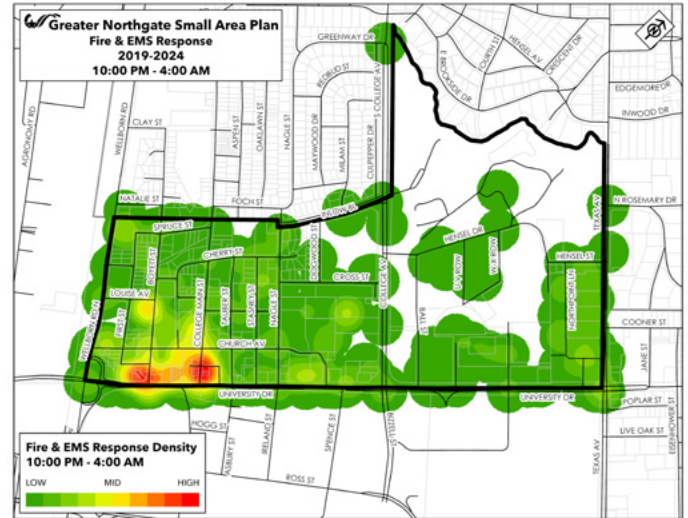 Greater Northgate Small Area Plan
Fire & EMS Response
2019-2024
10:00 PM - 4:00 AM
GREENWAY DR
REDBUD ST
S COLLEGE AV
E BROOKSIDE DR
FOURTH ST
HENSEL AV
CRESCENT DR
EDGEMORE DR
INWOOD DR
AGRONOMY RD
WELLBORN RD
CLAY ST
ASPEN ST
OAKLAWN ST
NAGLE ST
MAYWOOD DR
MILAM ST
CULPEPPER DR
NATALIE ST
FOCH ST
INLOW BL
TEXAS AV
N ROSEMARY DR
SPRUCE ST
BOYETT ST
CHERRY ST
DOGWOOD ST
HENSEL DR
HENSEL ST
CROSS ST
COLLEGE AV
W-X ROW
LOUISE AV
FIRST ST
COLLEGE MAIN ST
TAUBER ST
STASNEY ST
NAGLE ST
BALL ST
NORTHPOINT LN
COONER ST
WELLBORN RD N
CHURCH AV
JANE ST
UNIVERSITY DR
UNIVERSITY DR
POPLAR ST
HOGG ST
ASBURY ST
IRELAND ST
SPENCE ST
BIZZELL ST
LIVE OAK ST
EISENHOWER ST
ROSS ST
TEXAS AV
Fire & EMS Response Density
10:00 PM - 4:00 AM
LOW MID HIGH